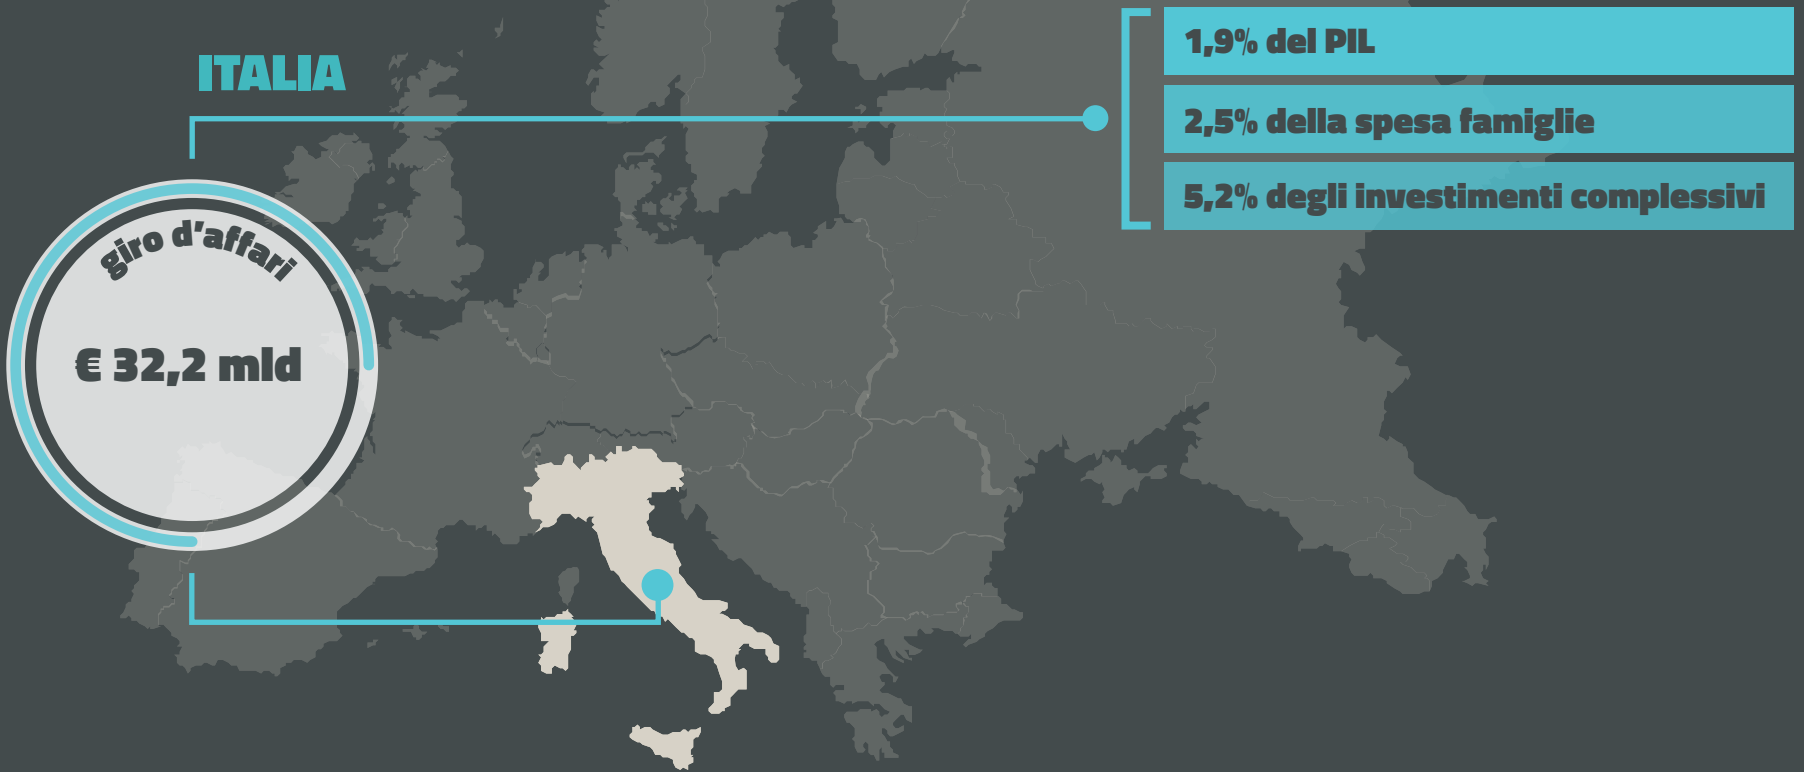 ITALIA
giro d'affari
€ 32,2 mld
1,9% del PIL
2,5% della spesa famiglie
5,2% degli investimenti complessivi